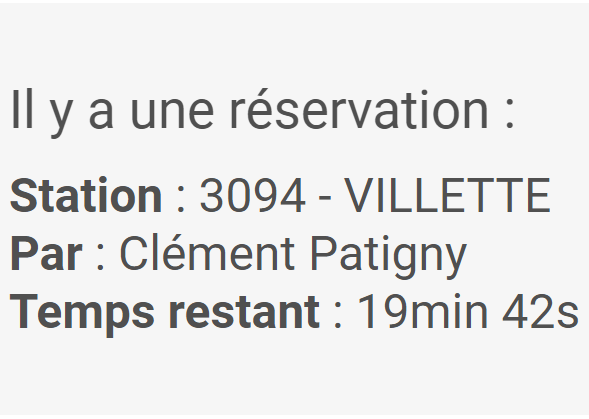 Il y a une réservation :
Station : 3094 - VILLETTE
Par : Clément Patigny
Temps restant : 19min 42s